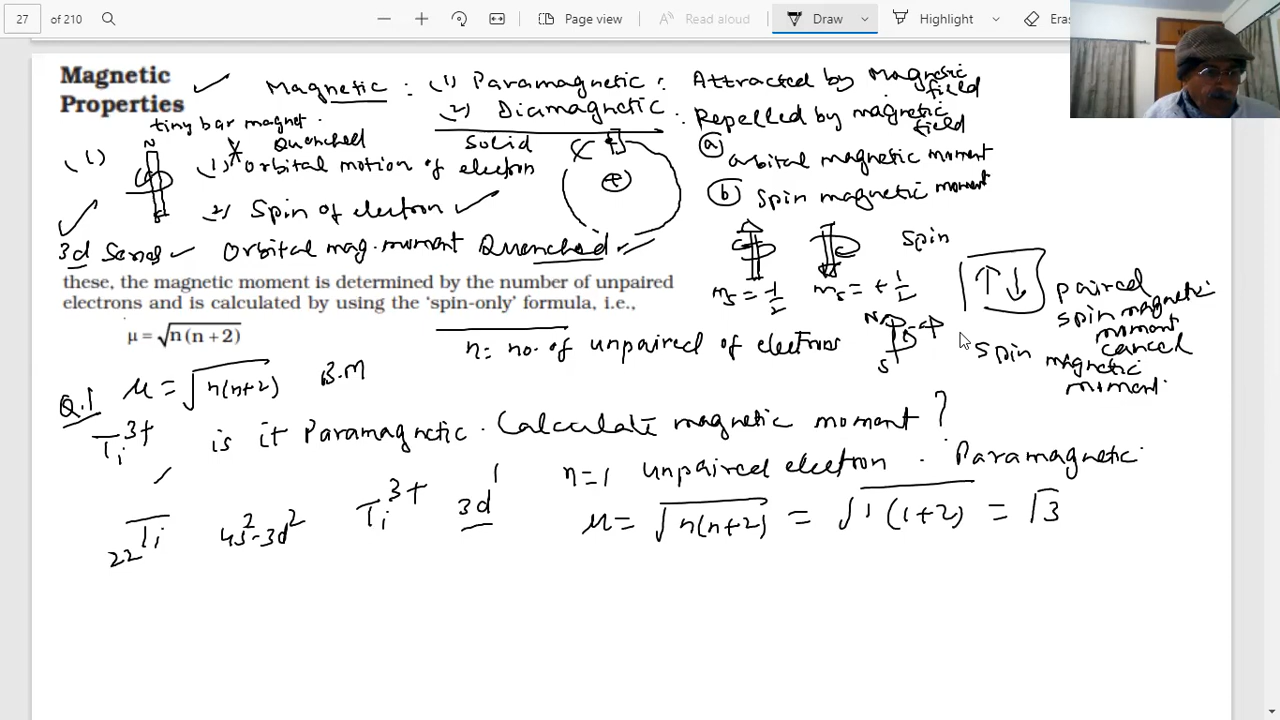 27 of 210 Page view Read aloud Draw Highlight
Magnetic
Properties
Magnetic : (1) Paramagnetic : Attracted by Magnetic field
2) Diamagnetic : Repelled by magnetic field
tiny bar magnet.
Quenched
Solid
(1) N
1) Orbital motion of electron
2) Spin of electron
(a) orbital magnetic moment
(b) spin magnetic moment
3d Series Orbital mag. moment Quenched
spin
ms = -1/2 ms = +1/2
↑↓ paired
spin magnetic
moment
cancel
these, the magnetic moment is determined by the number of unpaired
electrons and is calculated by using the 'spin-only' formula, i.e.,
μ = √n(n + 2)
n = no. of unpaired of electrons
N
S
spin magnetic
moment.
μ = √n(n+2) B.M
Q.1
Ti3+ is it Paramagnetic. Calculate magnetic moment?
n=1 unpaired electron. Paramagnetic.
22Ti 4s2-3d2 Ti3+ 3d1
μ = √n(n+2) = √1(1+2) = √3